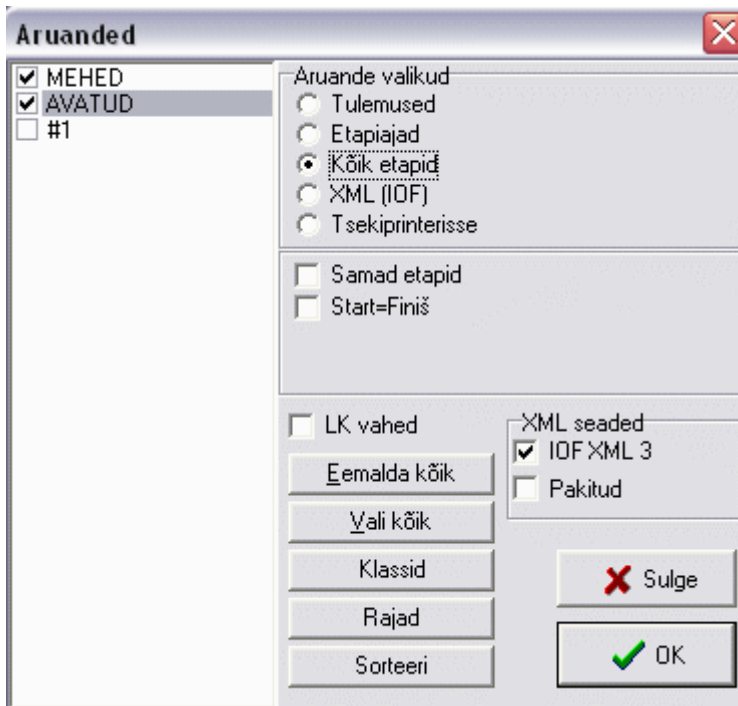 Aruanded
MEHED
AVATUD
#1
Aruande valikud
Tulemused
Etapiajad
Kõik etapid
XML (IOF)
Tsekiprinterisse
Samad etapid
Start=Finiš
LK vahed
Eemalda kõik
Vali kõik
Klassid
Rajad
Sorteeri
XML seaded
IOF XML 3
Pakitud
Sulge
OK